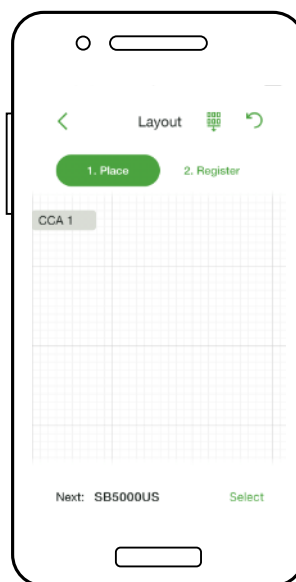 Layout
1. Place 2. Register
CCA 1
Next: SB5000US Select